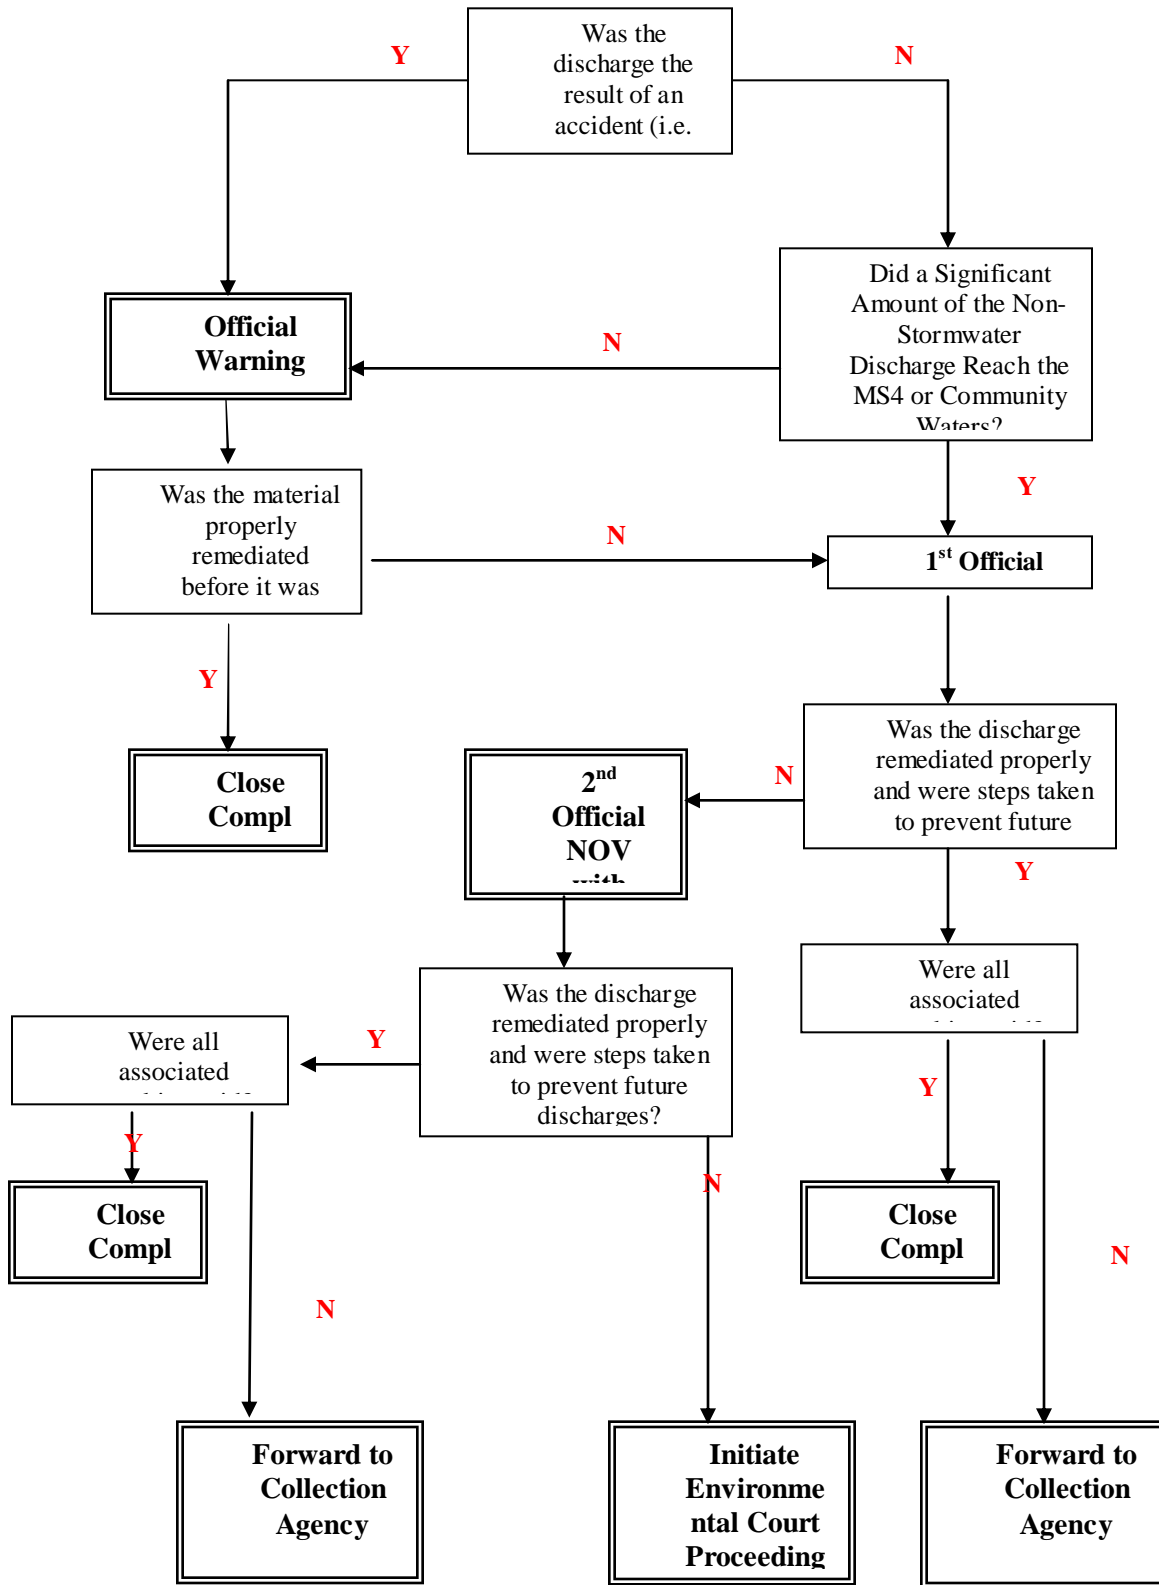 Was the
discharge the
result of an
accident (i.e.
Y
N
Did a Significant
Amount of the Non-
Stormwater
Discharge Reach the
MS4 or Community
Waters?
Official
Warning
N
Y
Was the material
properly
remediated
before it was
N
1st Official
Y
Close
Compl
Was the discharge
remediated properly
and were steps taken
to prevent future
N
2nd
Official
NOV
with
Y
Were all
associated
Was the discharge
remediated properly
and were steps taken
to prevent future
discharges?
Y
Were all
associated
Y
N
Close
Compl
Y
N
Close
Compl
N
N
Forward to
Collection
Agency
Initiate
Environme
ntal Court
Proceeding
Forward to
Collection
Agency